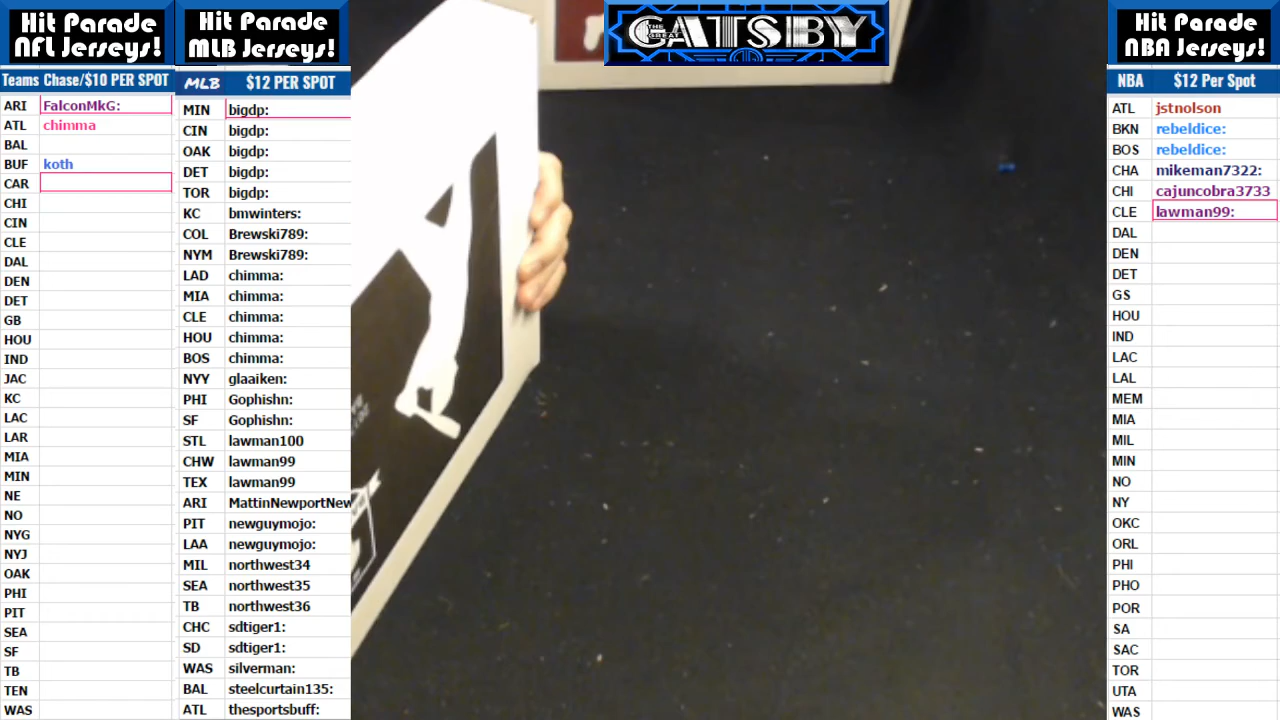 Hit Parade
NFL Jerseys!
Teams Chase/$10 PER SPOT
ARI FalconMkG:
ATL chimma
BAL
BUF koth
CAR
CHI
CIN
CLE
DAL
DEN
DET
GB
HOU
IND
JAC
KC
LAC
LAR
MIA
MIN
NE
NO
NYG
NYJ
OAK
PHI
PIT
SEA
SF
TB
TEN
WAS
Hit Parade
MLB Jerseys!
MLB $12 PER SPOT
MIN bigdp:
CIN bigdp:
OAK bigdp:
DET bigdp:
TOR bigdp:
KC bmwinters:
COL Brewski789:
NYM Brewski789:
LAD chimma:
MIA chimma:
CLE chimma:
HOU chimma:
BOS chimma:
NYY glaaiken:
PHI Gophishn:
SF Gophishn:
STL lawman100
CHW lawman99
TEX lawman99
ARI MattinNewportNew
PIT newguymojo:
LAA newguymojo:
MIL northwest34
SEA northwest35
TB northwest36
CHC sdtiger1:
SD sdtiger1:
WAS silverman:
BAL steelcurtain135:
ATL thesportsbuff:
THE GREAT
GATSBY
Hit Parade
NBA Jerseys!
NBA $12 Per Spot
ATL jstnolson
BKN rebeldice:
BOS rebeldice:
CHA mikeman7322:
CHI cajuncobra3733
CLE lawman99:
DAL
DEN
DET
GS
HOU
IND
LAC
LAL
MEM
MIA
MIL
MIN
NO
NY
OKC
ORL
PHI
PHO
POR
SA
SAC
TOR
UTA
WAS